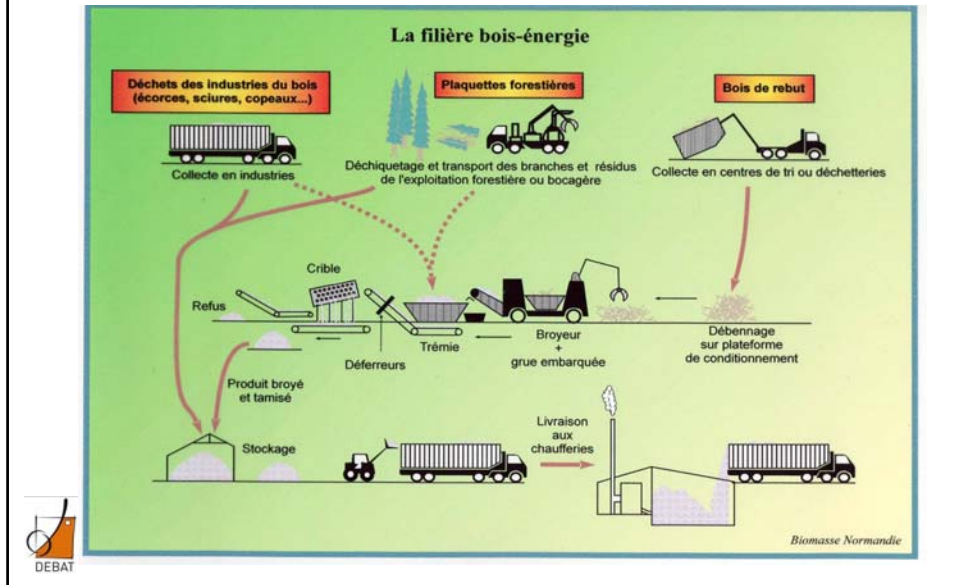 La filière bois-énergie
Déchets des industries du bois
(écorces, sciures, copeaux...)
Plaquettes forestières
Bois de rebut
Collecte en industries
Déchiquetage et transport des branches et résidus
de l'exploitation forestière ou bocagère
Collecte en centres de tri ou déchetteries
Crible
Refus
Déferreurs
Trémie
Broyeur
+
grue embarquée
Débennage
sur plateforme
de conditionnement
Produit broyé
et tamisé
Stockage
Livraison
aux
chaufferies
Biomasse Normandie
DEBAT